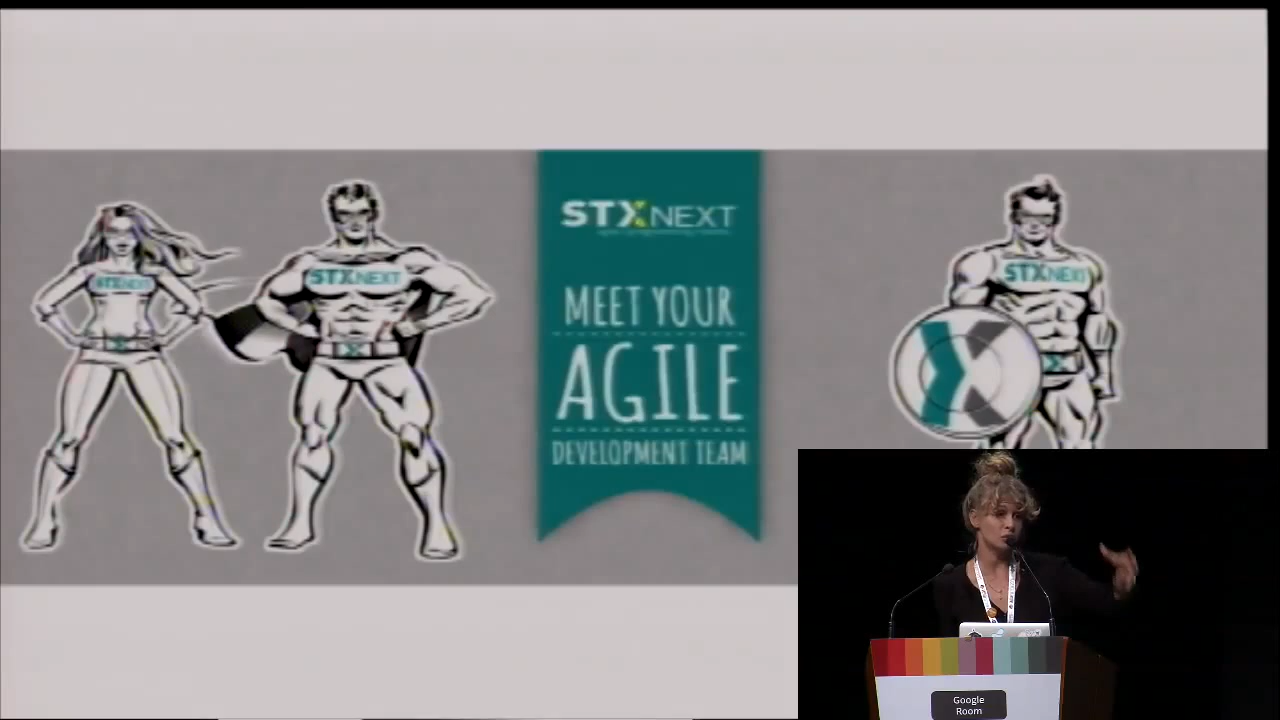 STXNEXT
STXNEXT
STXNEXT
MEET YOUR
AGILE
DEVELOPMENT TEAM
STXNEXT
X
Google
Room